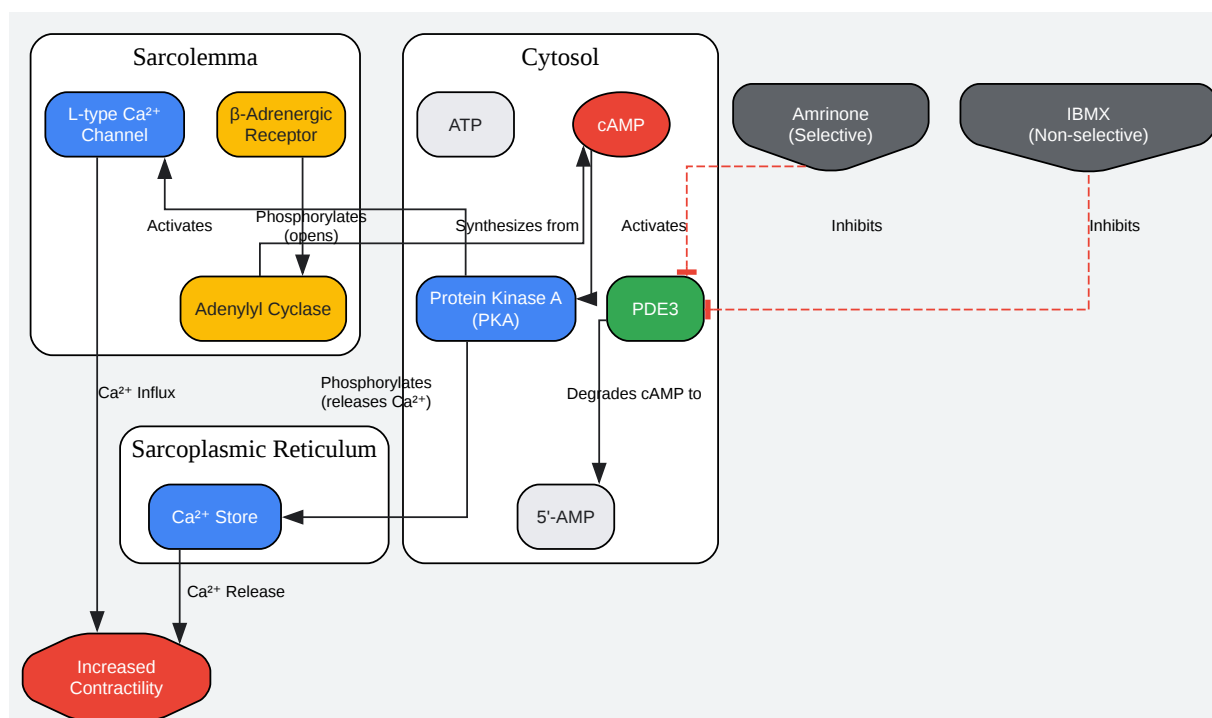 Sarcolemma
Cytosol
L-type Ca²⁺
Channel
β-Adrenergic
Receptor
ATP
cAMP
Amrinone
(Selective)
IBMX
(Non-selective)
Activates
Phosphorylates
(opens)
Synthesizes from
Activates
Inhibits
Inhibits
Adenylyl Cyclase
Protein Kinase A
(PKA)
PDE3
Ca²⁺ Influx
Phosphorylates
(releases Ca²⁺)
Degrades cAMP to
Sarcoplasmic Reticulum
Ca²⁺ Store
5'-AMP
Ca²⁺ Release
Increased
Contractility